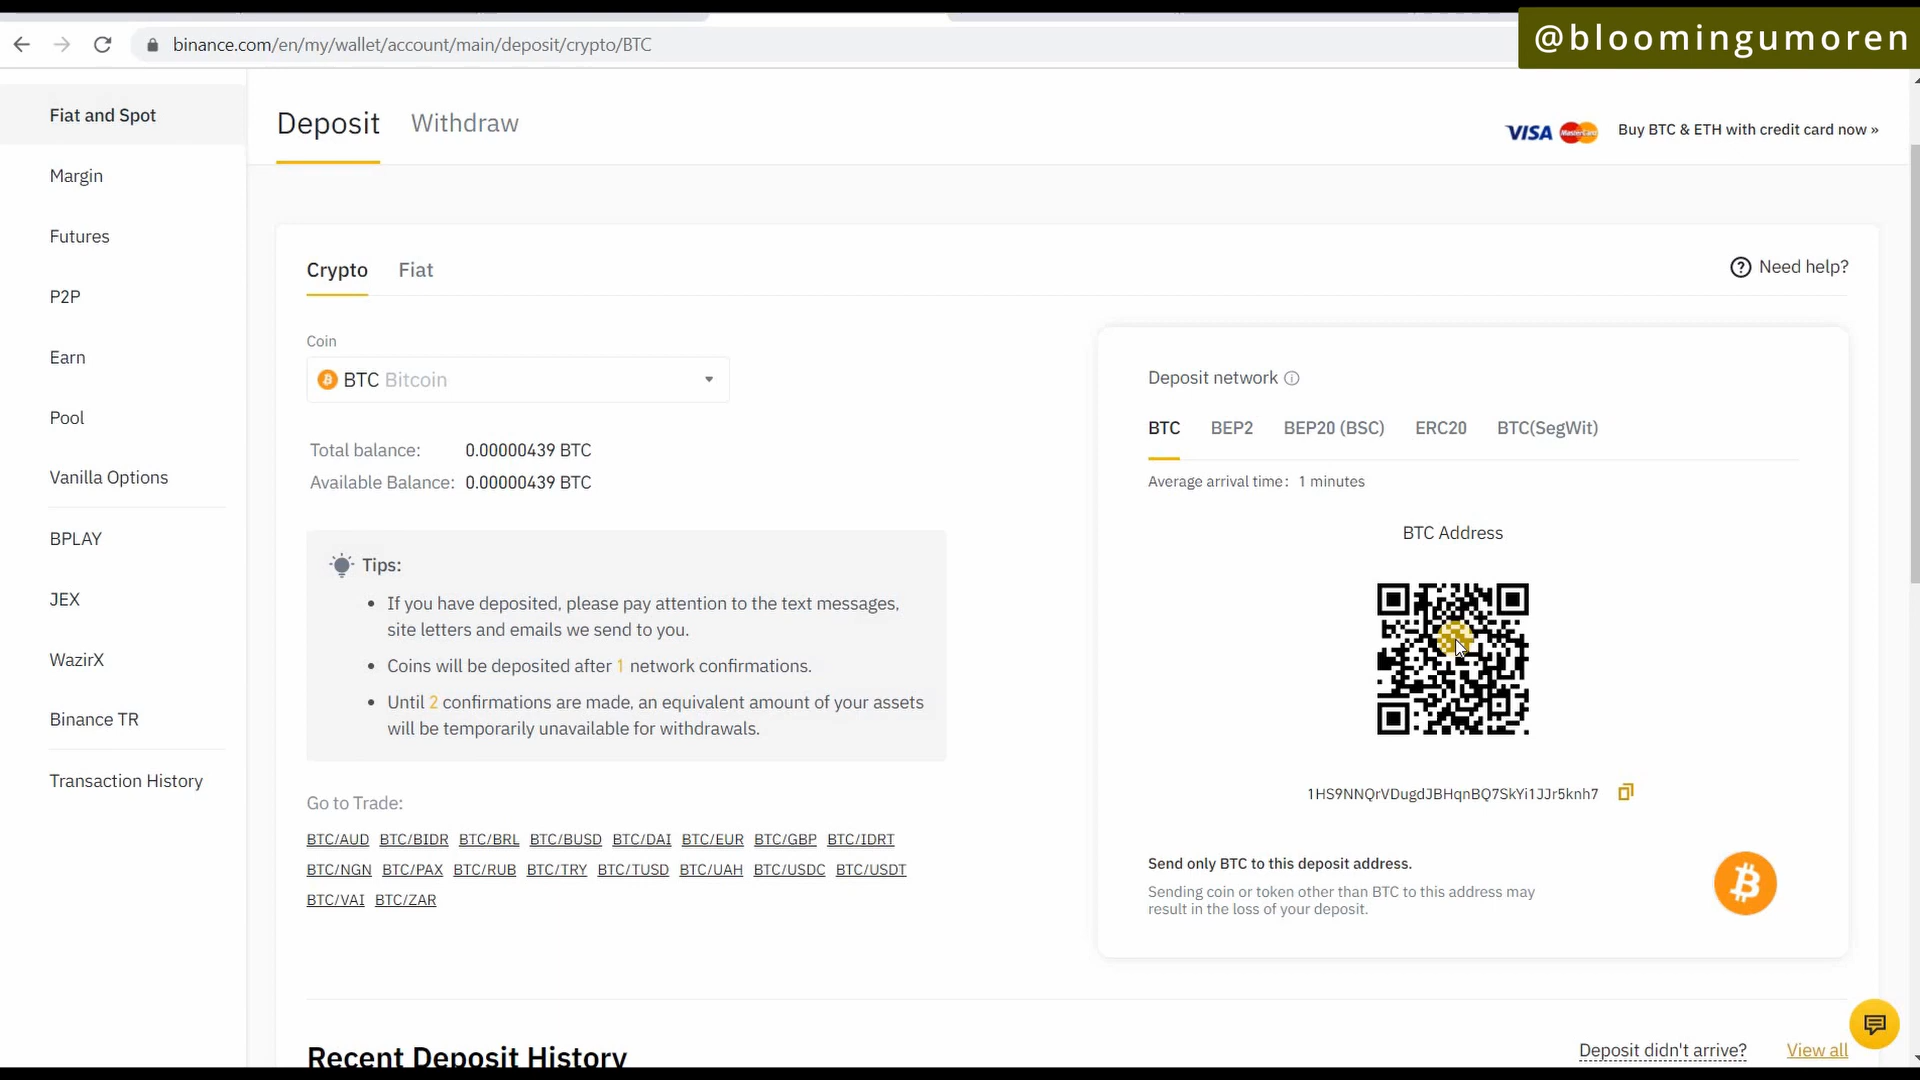 binance.com/en/my/wallet/account/main/deposit/crypto/BTC
@bloomingumoren
Fiat and Spot
Margin
Futures
P2P
Earn
Pool
Vanilla Options
BPLAY
JEX
WazirX
Binance TR
Transaction History
Deposit Withdraw
VISA MasterCard Buy BTC & ETH with credit card now »
Crypto Fiat
Need help?
Coin
BTC Bitcoin
Total balance: 0.00000439 BTC
Available Balance: 0.00000439 BTC
Tips:
If you have deposited, please pay attention to the text messages,
site letters and emails we send to you.
Coins will be deposited after 1 network confirmations.
Until 2 confirmations are made, an equivalent amount of your assets
will be temporarily unavailable for withdrawals.
Go to Trade:
BTC/AUD BTC/BIDR BTC/BRL BTC/BUSD BTC/DAI BTC/EUR BTC/GBP BTC/IDRT
BTC/NGN BTC/PAX BTC/RUB BTC/TRY BTC/TUSD BTC/UAH BTC/USDC BTC/USDT
BTC/VAI BTC/ZAR
Deposit network
BTC BEP2 BEP20 (BSC) ERC20 BTC(SegWit)
Average arrival time: 1 minutes
BTC Address
1HS9NNQrVDugdJBHqnBQ7SkYi1JJr5knh7
Send only BTC to this deposit address.
Sending coin or token other than BTC to this address may
result in the loss of your deposit.
Recent Deposit History
Deposit didn't arrive? View all